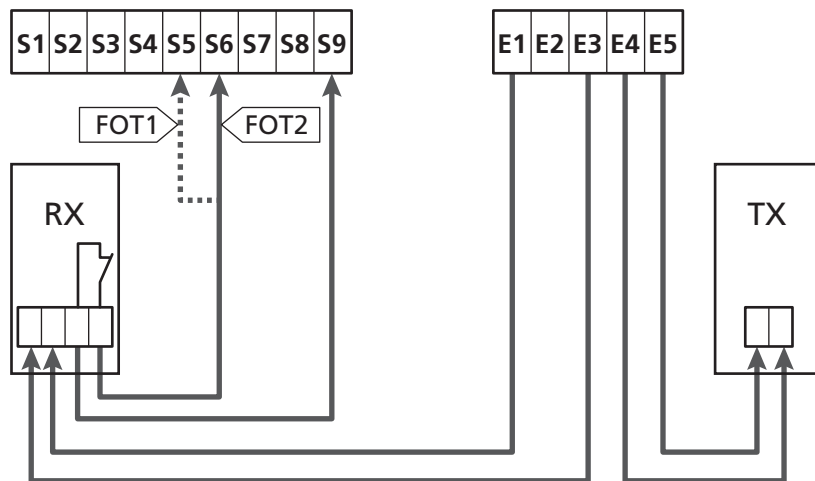 S1 S2 S3 S4 S5 S6 S7 S8 S9
E1 E2 E3 E4 E5
FOT1
FOT2
RX
TX